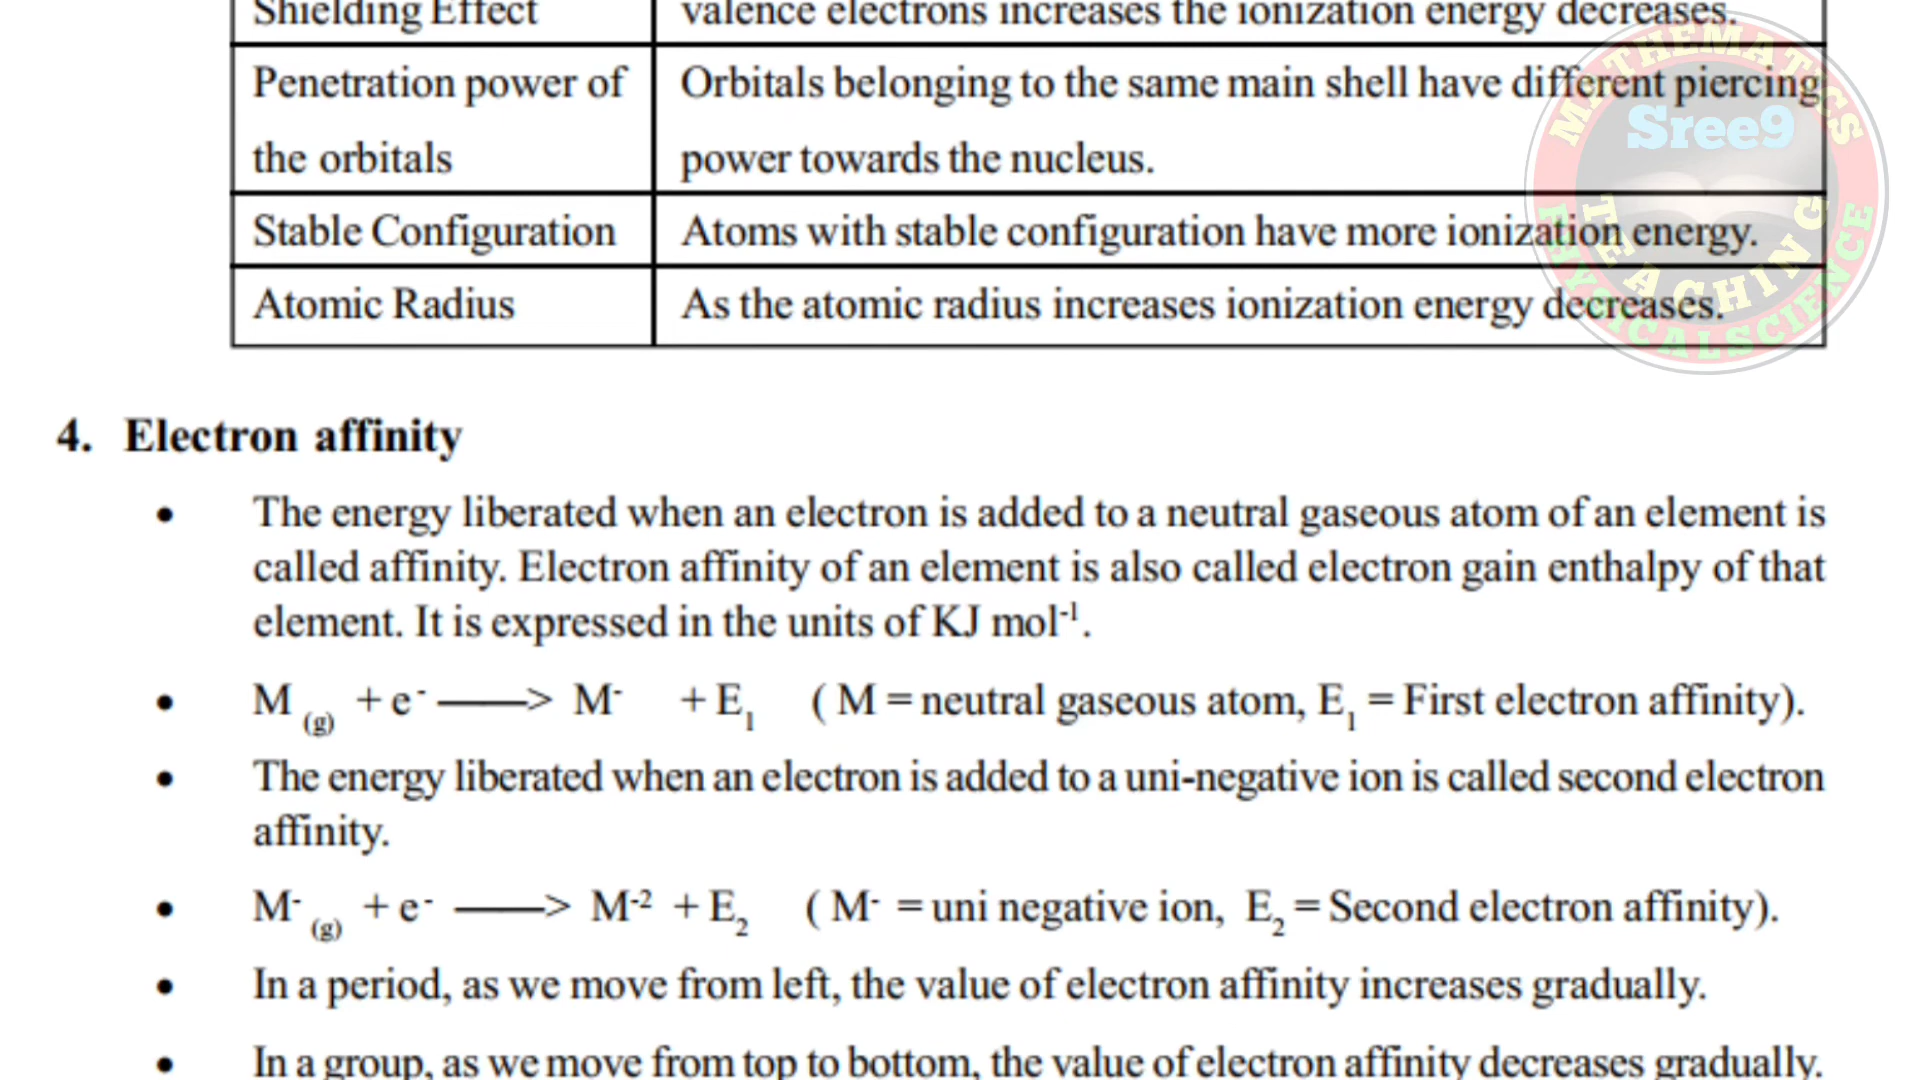 Shielding Effect
valence electrons increases the ionization energy decreases.
Penetration power of
the orbitals
Orbitals belonging to the same main shell have different piercing
power towards the nucleus.
Stable Configuration
Atoms with stable configuration have more ionization energy.
Atomic Radius
As the atomic radius increases ionization energy decreases.
MATHEMATICS
Sree9
TEACHING
PHYSICALSCIENCE
4. Electron affinity
• The energy liberated when an electron is added to a neutral gaseous atom of an element is
called affinity. Electron affinity of an element is also called electron gain enthalpy of that
element. It is expressed in the units of KJ mol⁻¹.
• M (g) + e⁻ ——> M⁻ + E₁ ( M = neutral gaseous atom, E₁ = First electron affinity).
• The energy liberated when an electron is added to a uni-negative ion is called second electron
affinity.
• M⁻ (g) + e⁻ ——> M⁻² + E₂ ( M⁻ = uni negative ion, E₂ = Second electron affinity).
• In a period, as we move from left, the value of electron affinity increases gradually.
• In a group, as we move from top to bottom, the value of electron affinity decreases gradually.